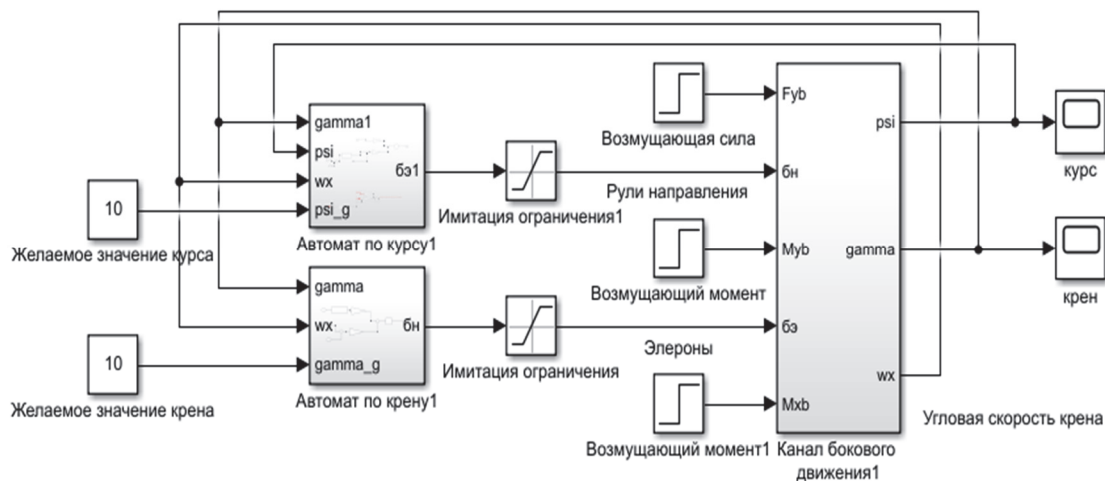 Fyb
psi
Возмущающая сила
курс
gamma1
psi
wx
psi_g
бэ1
Имитация ограничения1
Рули направления
бн
10
Желаемое значение курса
Автомат по курсу1
Myb
gamma
Возмущающий момент
крен
gamma
wx
gamma_g
бн
Имитация ограничения
Элероны
бэ
10
Желаемое значение крена
Автомат по крену1
wx
Mxb
Угловая скорость крена
Возмущающий момент1
Канал бокового
движения1